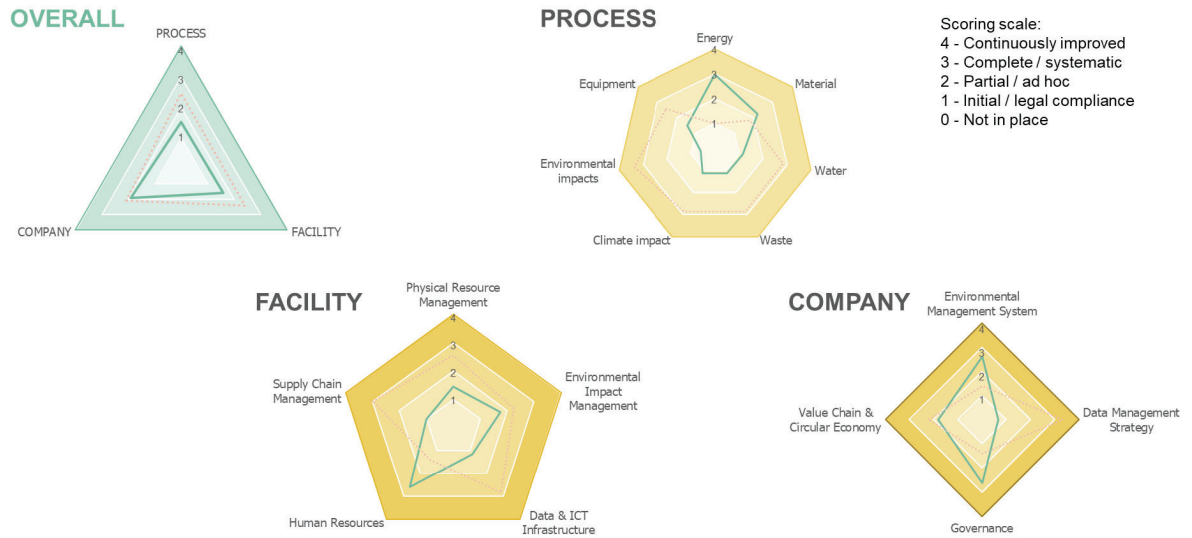 OVERALL
PROCESS
4
3
2
1
COMPANY
FACILITY
PROCESS
Energy
4
3
2
1
Equipment
Material
Environmental
impacts
Water
Climate impact
Waste
Scoring scale:
4 - Continuously improved
3 - Complete / systematic
2 - Partial / ad hoc
1 - Initial / legal compliance
0 - Not in place
FACILITY
Physical Resource
Management
4
3
2
1
Supply Chain
Management
Environmental
Impact
Management
Human Resources
Data & ICT
Infrastructure
COMPANY
Environmental
Management System
4
3
2
1
Value Chain &
Circular Economy
Data Management
Strategy
Governance